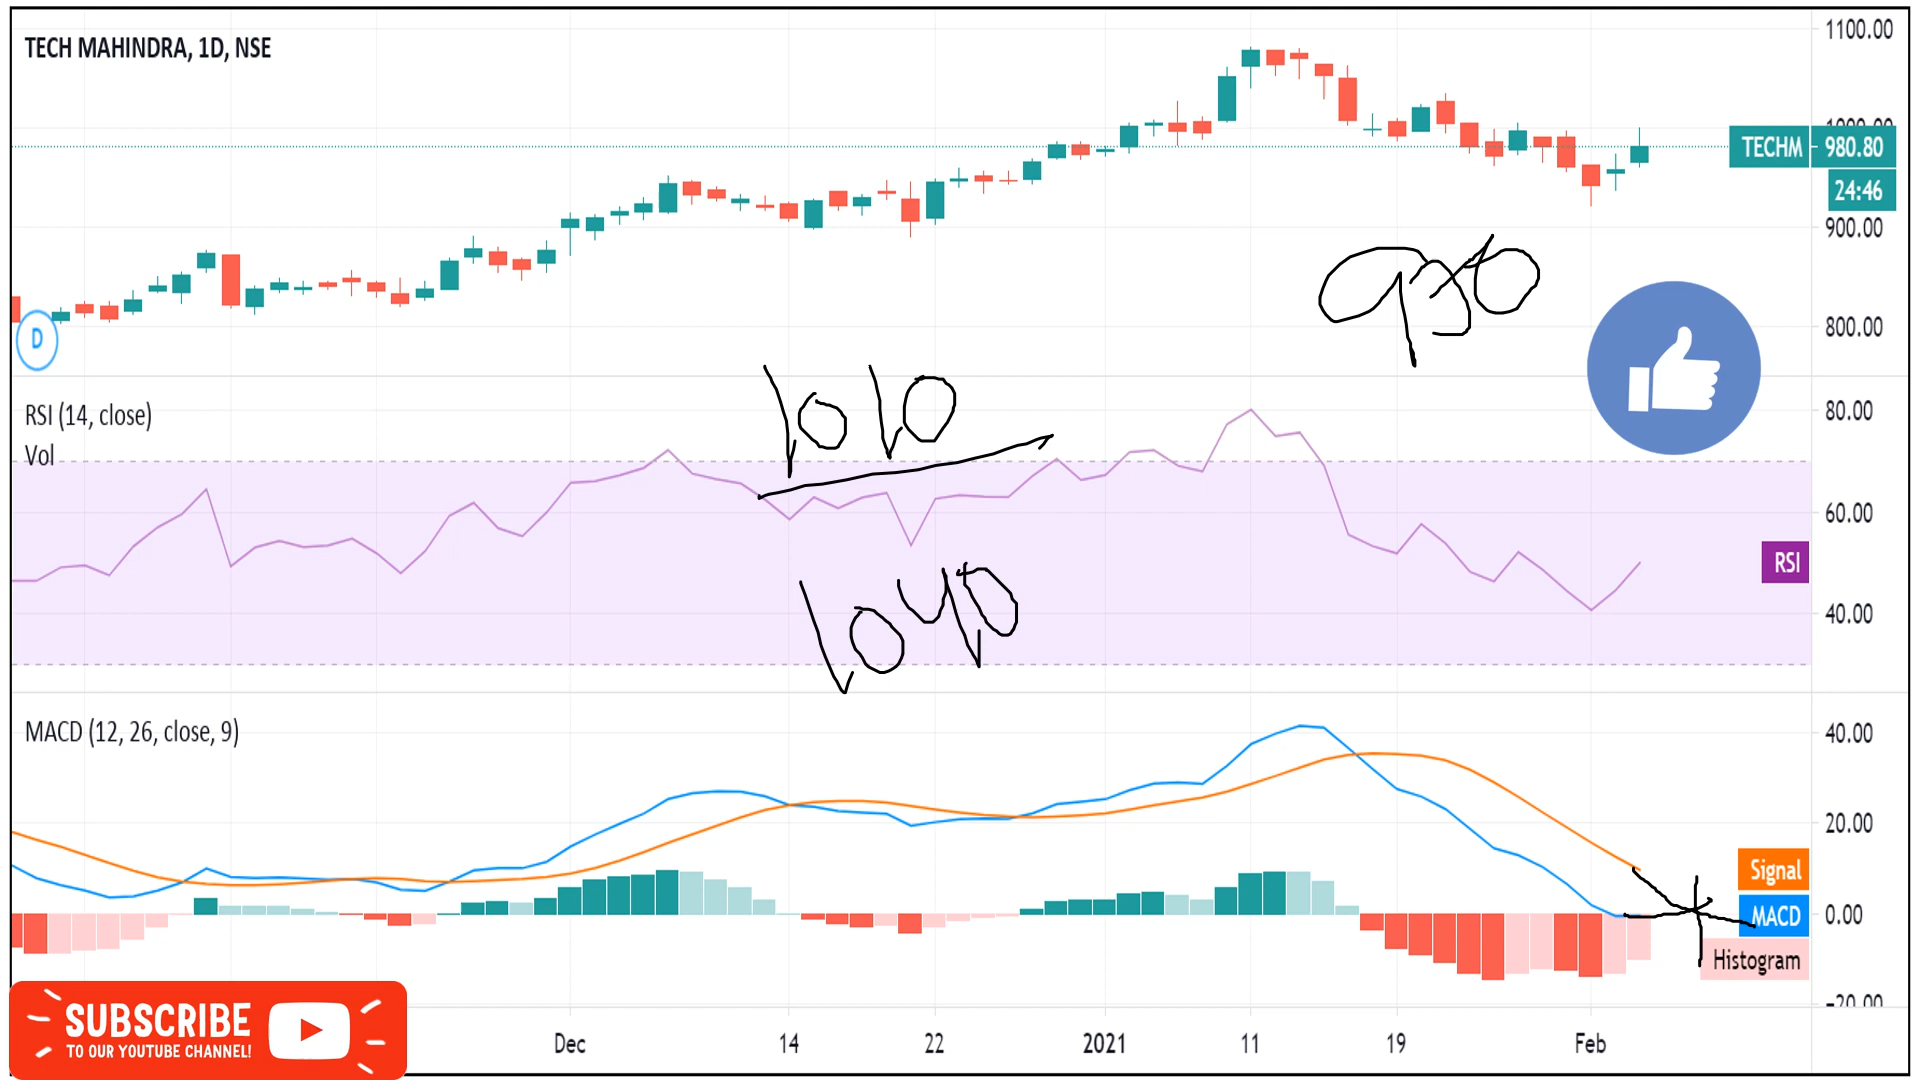 TECH MAHINDRA, 1D, NSE
1100.00
1000.00
TECHM 980.80
24:46
900.00
930
D
800.00
RSI (14, close)
Vol
80.00
1010
60.00
RSI
1040
40.00
MACD (12, 26, close, 9)
40.00
20.00
Signal
MACD 0.00
Histogram
-20.00
SUBSCRIBE
TO OUR YOUTUBE CHANNEL!
Dec 14 22 2021 11 19 Feb